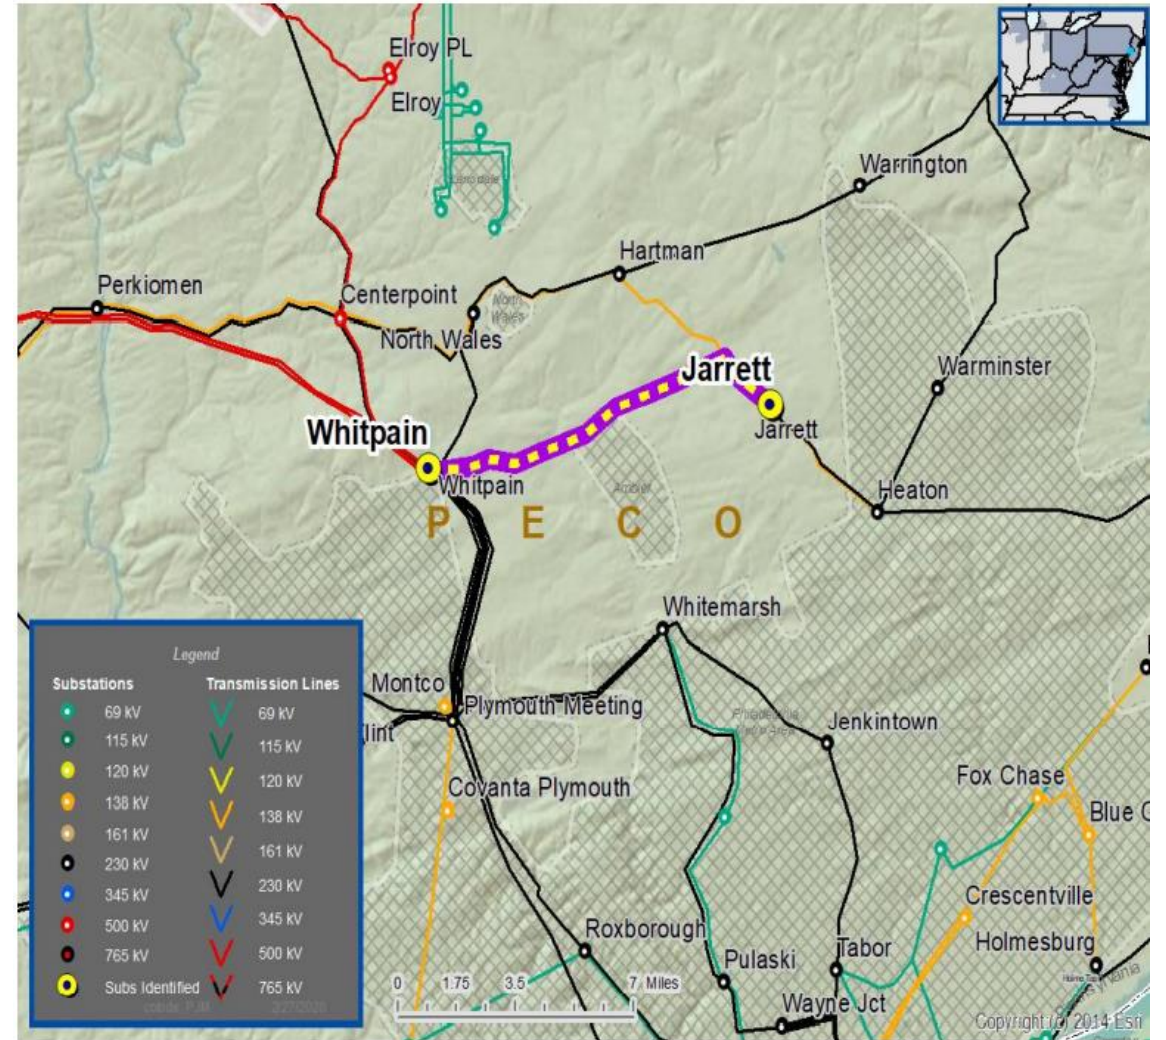 Elroy PL
Elroy
Warrington
Hartman
Perkiomen
Centerpoint
North
Wales
North Wales
Jarrett
Warminster
Jarrett
Whitpain
Whitpain
Heaton
Ambler
P E C O
Whitemarsh
Montco
Plymouth Meeting
Philadelphia
Jenkintown
Covanta Plymouth
Fox Chase
Crescentville
Holmesburg
Roxborough
Pulaski
Tabor
Wayne Jct
Legend
Substations Transmission Lines
69 kV 69 kV
115 kV 115 kV
120 kV 120 kV
138 kV 138 kV
161 kV 161 kV
230 kV 230 kV
345 kV 345 kV
500 kV 500 kV
765 kV 765 kV
Subs Identified
0 1.75 3.5 7 Miles
Copyright:(c) 2014 Esri